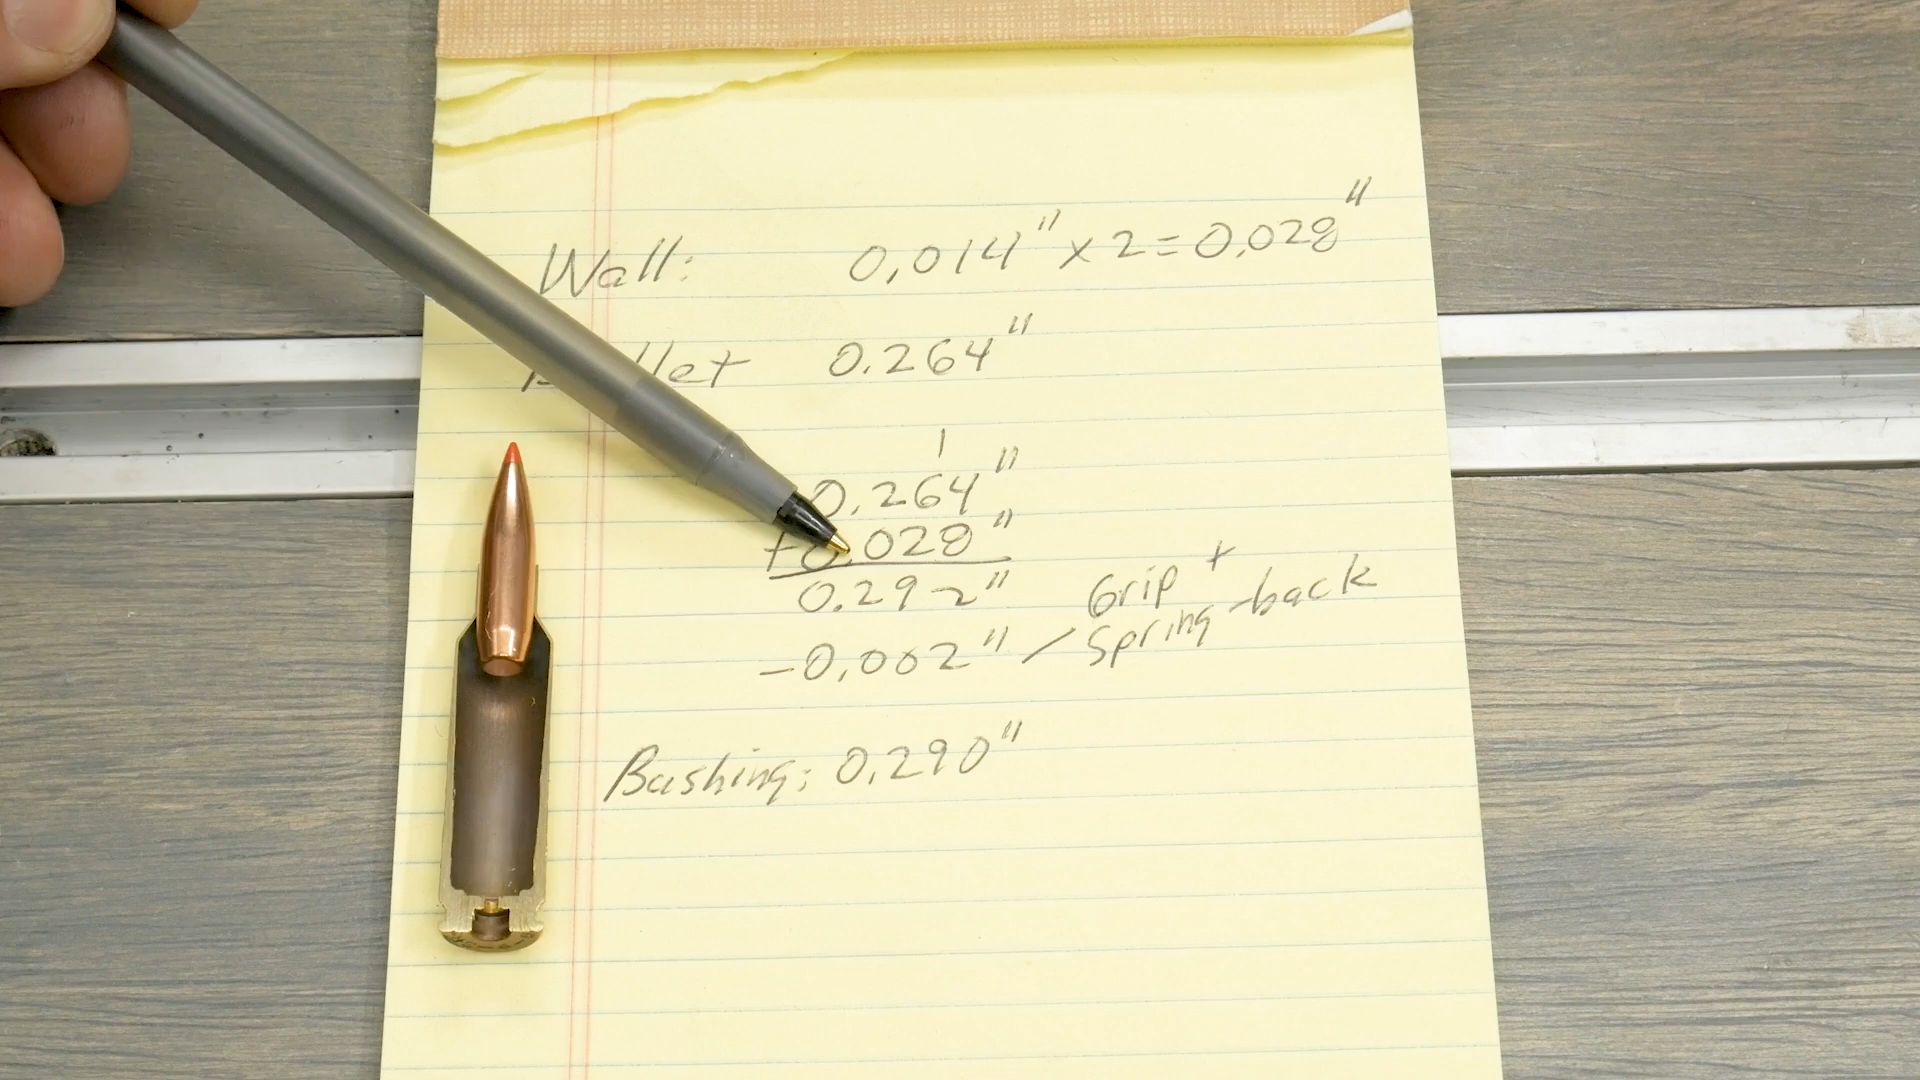 Wall: 0.014" x 2 = 0.028"
0.264"
1
0.264"
+0.028"
0.292" Grip +
-0.002" / Spring-back
Bushing: 0.290"